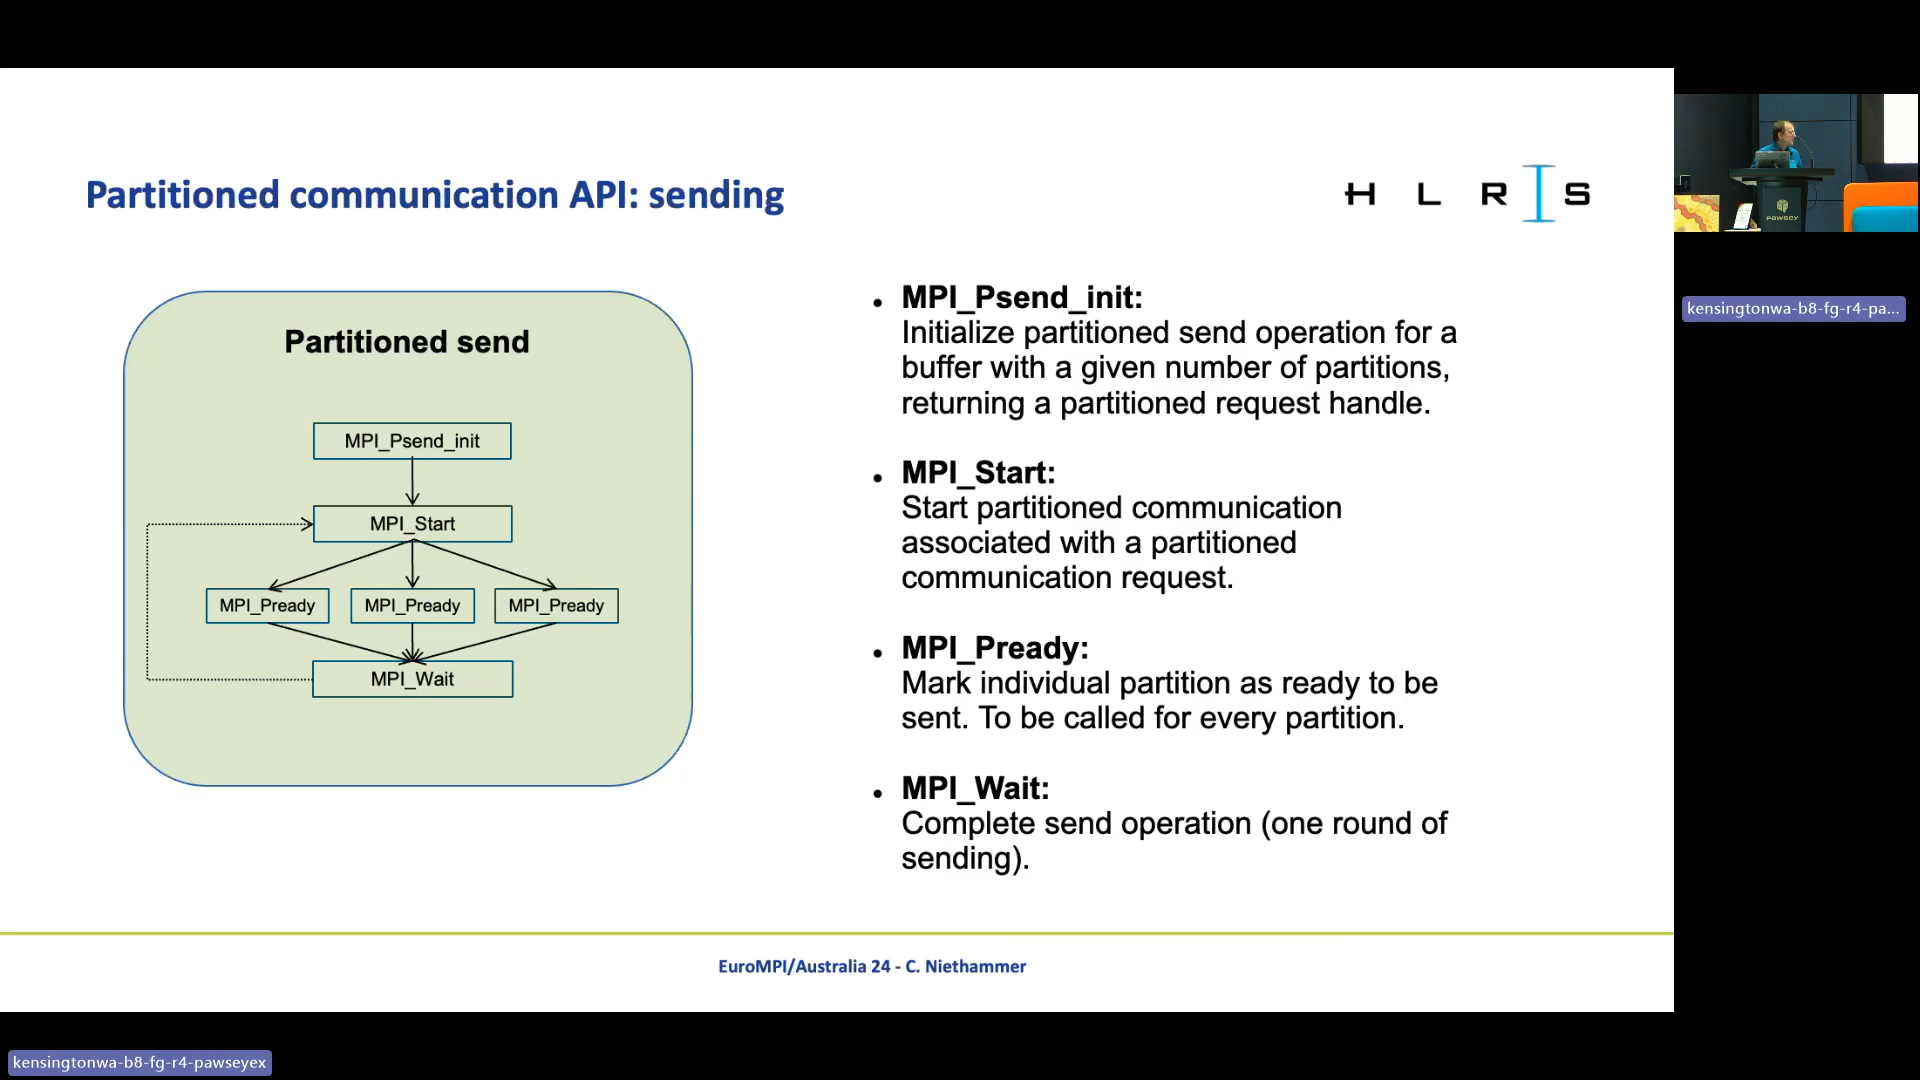 Partitioned communication API: sending
H L R I S
Partitioned send
MPI_Psend_init
MPI_Start
MPI_Pready
MPI_Pready
MPI_Pready
MPI_Wait
• MPI_Psend_init:
Initialize partitioned send operation for a
buffer with a given number of partitions,
returning a partitioned request handle.
• MPI_Start:
Start partitioned communication
associated with a partitioned
communication request.
• MPI_Pready:
Mark individual partition as ready to be
sent. To be called for every partition.
• MPI_Wait:
Complete send operation (one round of
sending).
EuroMPI/Australia 24 - C. Niethammer
PAWSEY
kensingtonwa-b8-fg-r4-pa...
kensingtonwa-b8-fg-r4-pawseyex